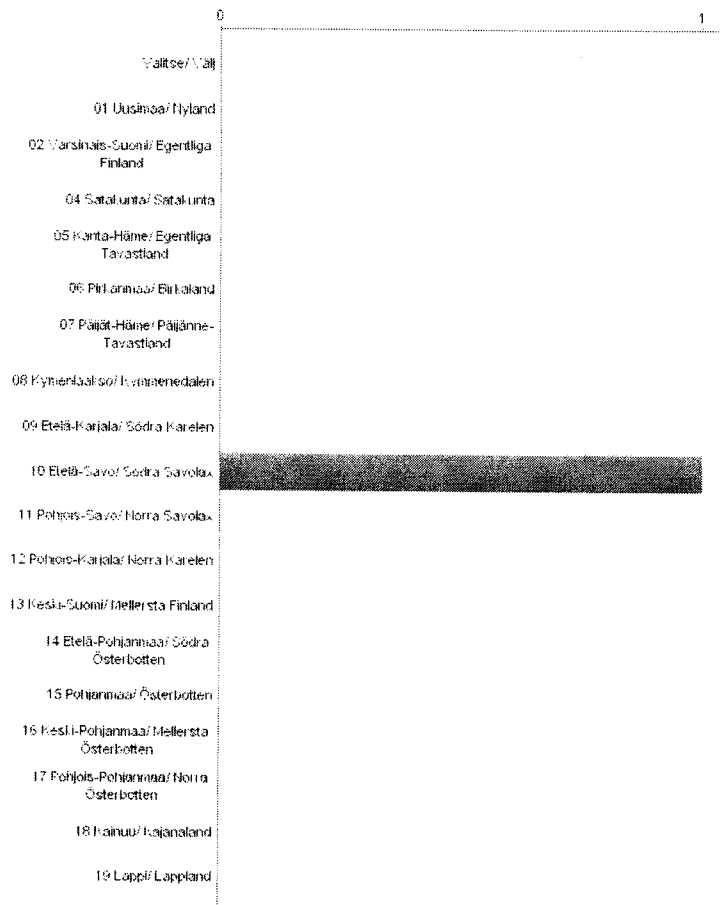 0 1
Valitse/ Välj
01 Uusimaa/ Nyland
02 Varsinais-Suomi/ Egentliga
Finland
04 Satakunta/ Satakunta
05 Kanta-Häme/ Egentliga
Tavastland
06 Pirkanmaa/ Birkaland
07 Päijät-Häme/ Päijänne-
Tavastland
08 Kymenlaakso/ Kymmenedalen
09 Etelä-Karjala/ Södra Karelen
10 Etelä-Savo/ Södra Savolax
11 Pohjois-Savo/ Norra Savolax
12 Pohjois-Karjala/ Norra Karelen
13 Keski-Suomi/ Mellersta Finland
14 Etelä-Pohjanmaa/ Södra
Österbotten
15 Pohjanmaa/ Österbotten
16 Keski-Pohjanmaa/ Mellersta
Österbotten
17 Pohjois-Pohjanmaa/ Norra
Österbotten
18 Kainuu/ Kajanaland
19 Lappi/ Lappland